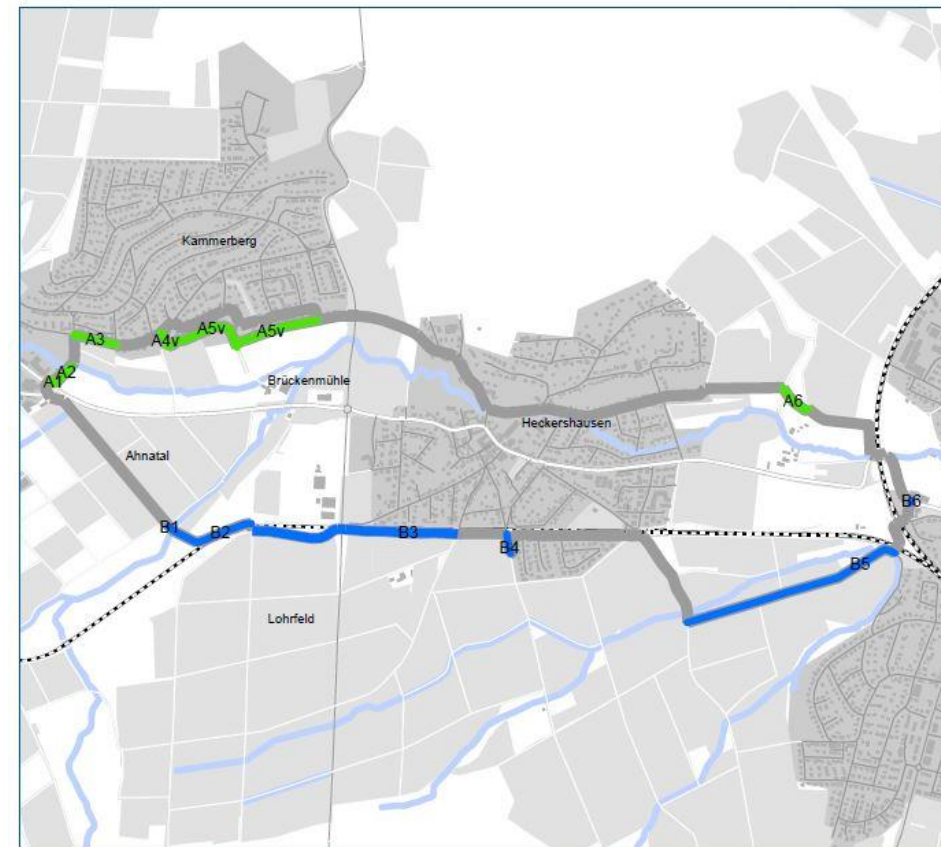 Kammerberg
A3
A4v
A5v
A5v
A2
A1
Brückenmühle
A6
Heckershausen
Ahnatal
B6
B1
B2
B3
B4
B5
Lohrfeld